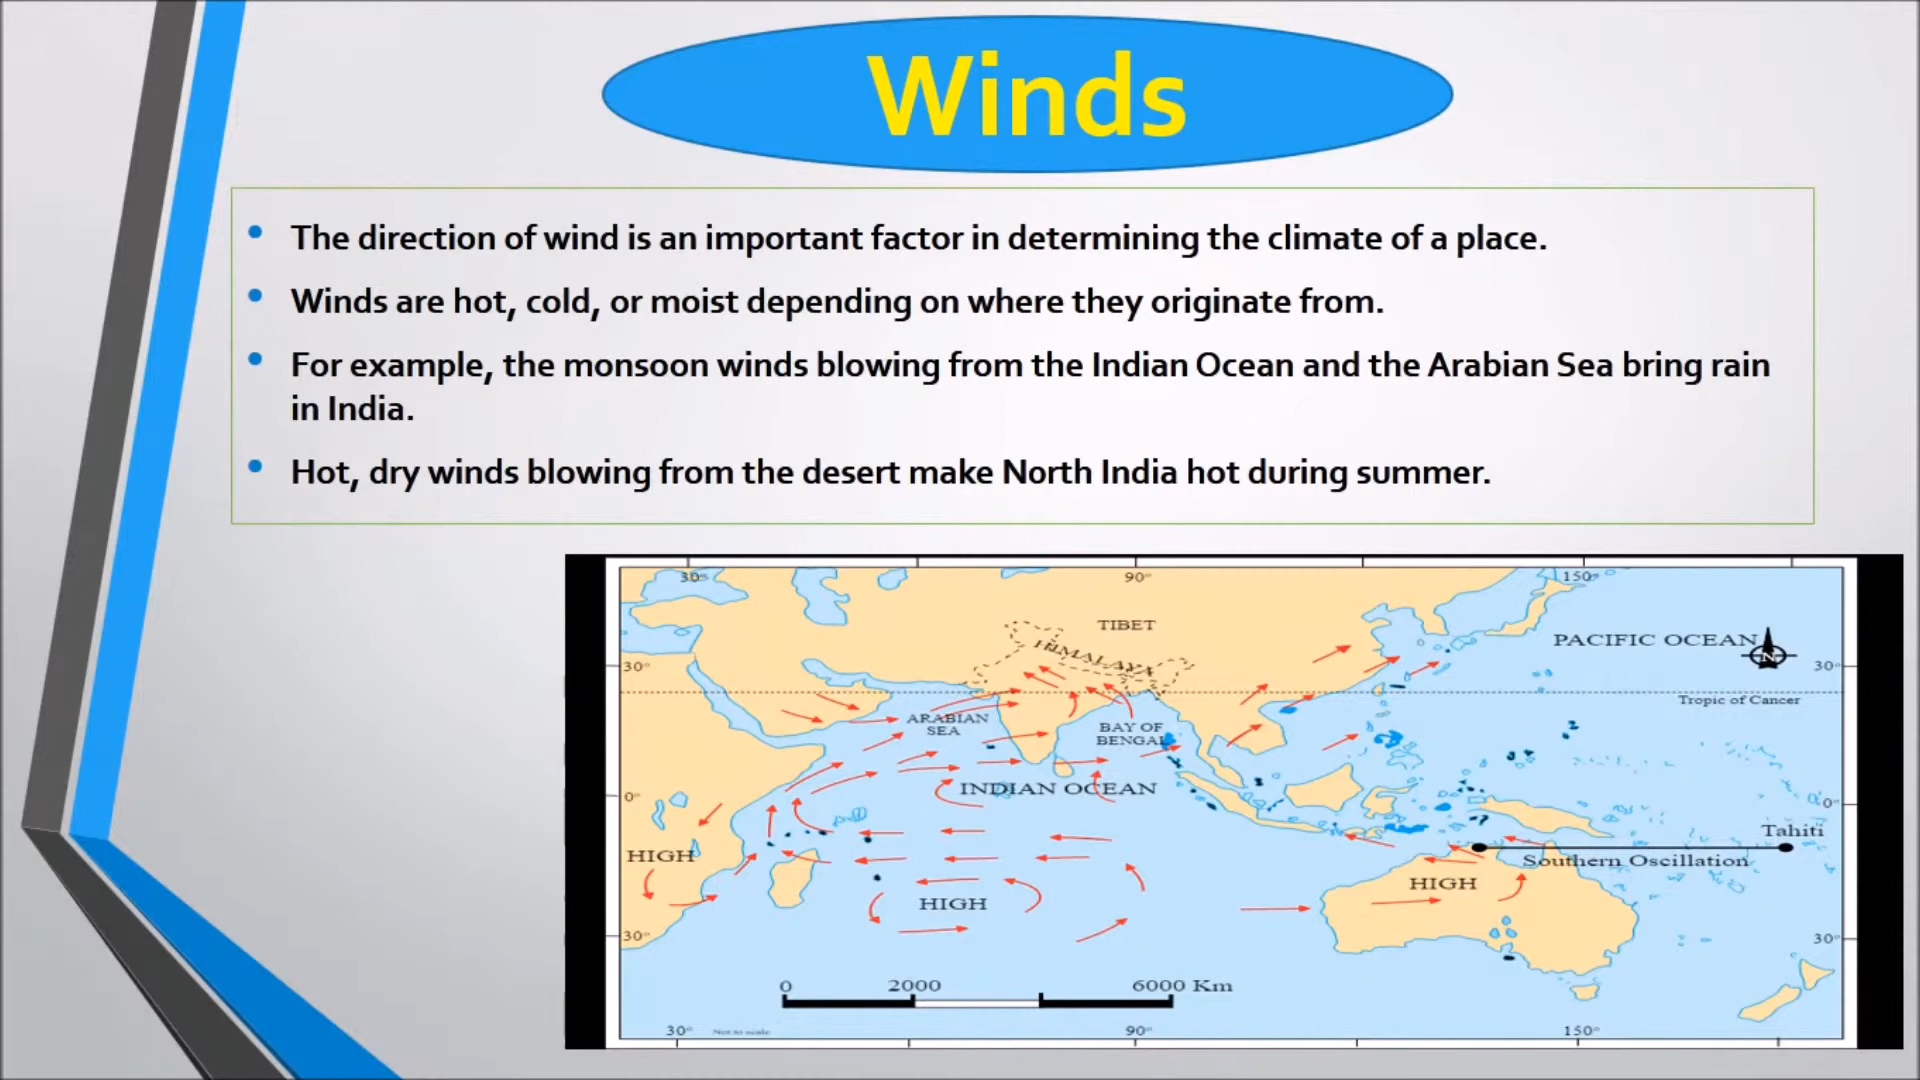 Winds
The direction of wind is an important factor in determining the climate of a place.
Winds are hot, cold, or moist depending on where they originate from.
For example, the monsoon winds blowing from the Indian Ocean and the Arabian Sea bring rain
in India.
Hot, dry winds blowing from the desert make North India hot during summer.
30°
90°
150°
TIBET
HIMALAYA
PACIFIC OCEAN
N
30°
30°
Tropic of Cancer
ARABIAN
SEA
BAY OF
BENGAL
INDIAN OCEAN
0°
0°
Tahiti
HIGH
Southern Oscillation
HIGH
HIGH
30°
30°
0
2000
6000 Km
30°
Not to scale
90°
150°